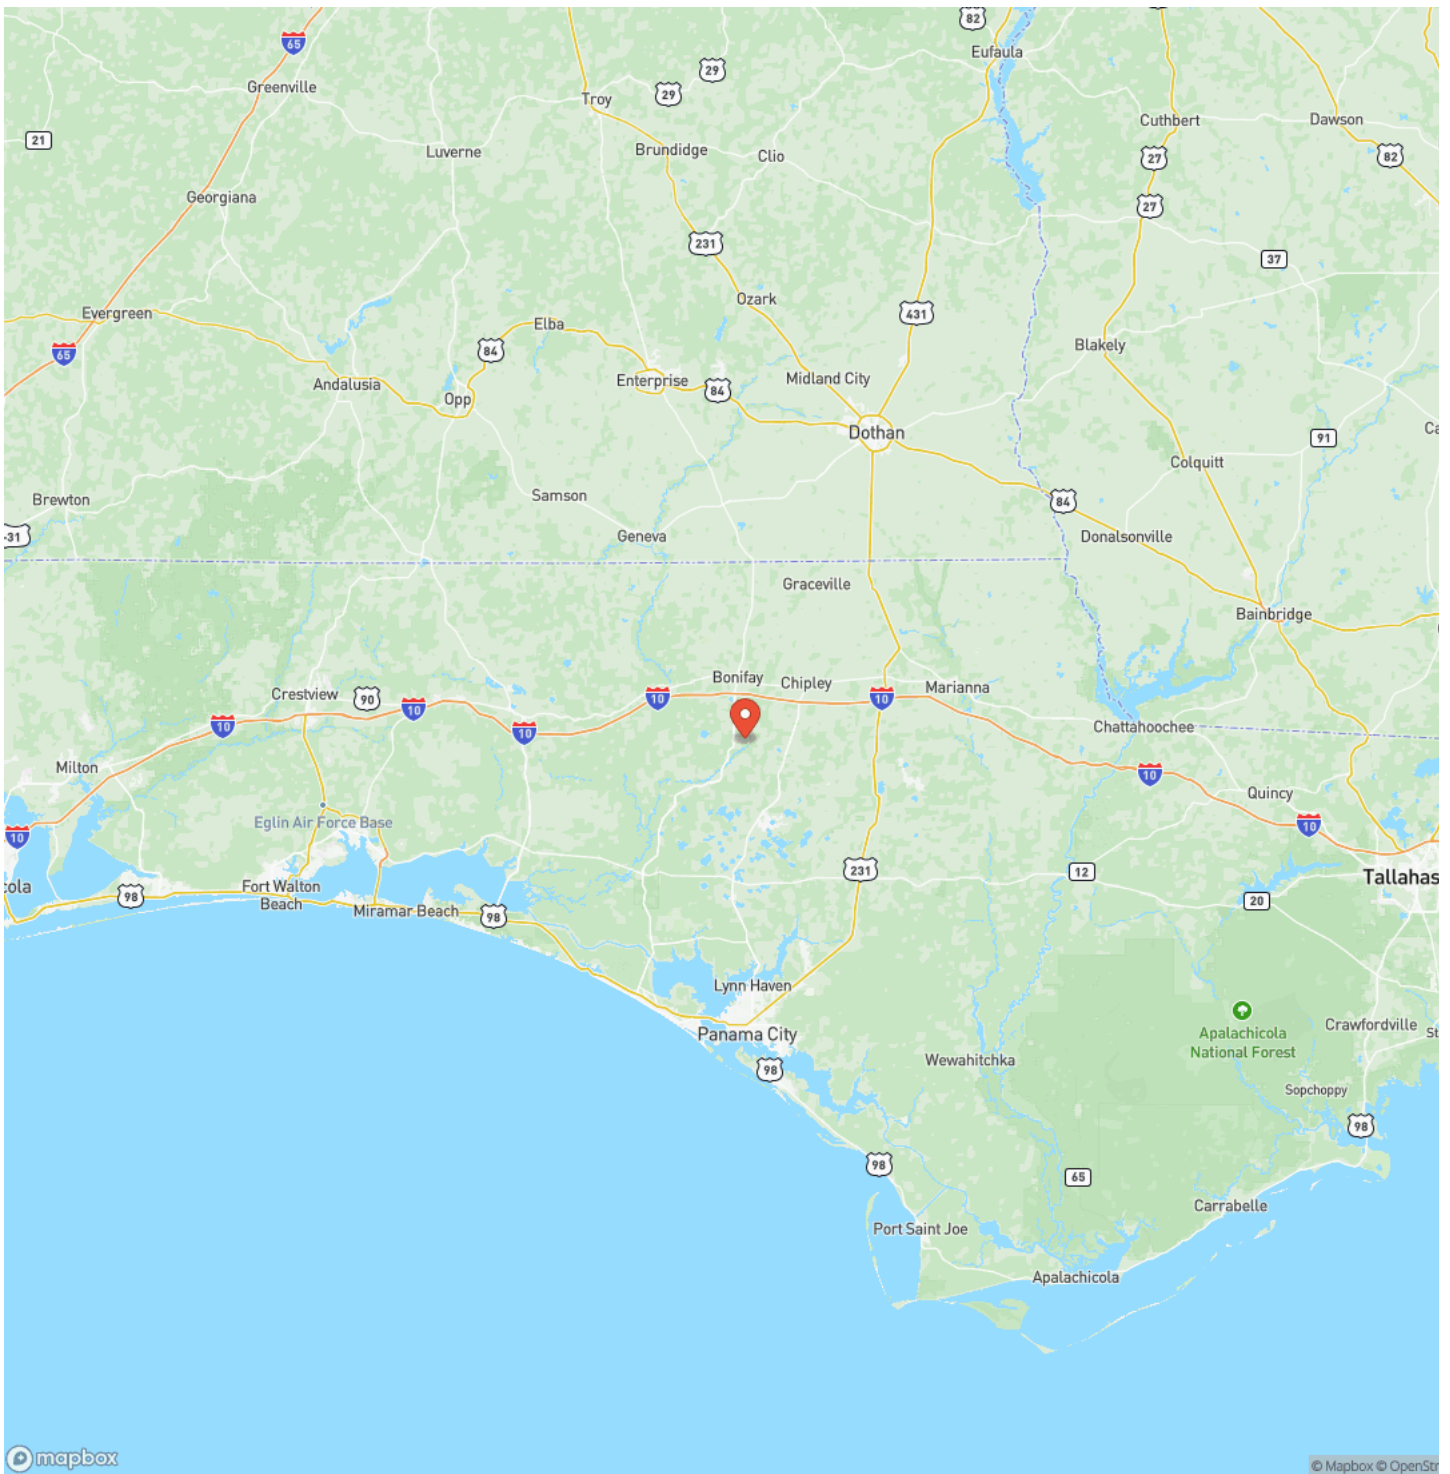 82
Eufaula
65
29
Greenville
29
Troy
Cuthbert
Dawson
21
Brundidge
Luverne
Clio
27
82
Georgiana
27
231
37
Ozark
Evergreen
431
Elba
65
84
Blakely
Enterprise
Midland City
Andalusia
84
Opp
Dothan
91
Ca
Colquitt
Brewton
Samson
84
31
Geneva
Donalsonville
Graceville
Bainbridge
Bonifay
Chipley
Marianna
Crestview
90
10
10
10
10
10
Chattahoochee
Milton
10
Quincy
Eglin Air Force Base
10
10
231
12
Tallahas
cola
98
Fort Walton
Beach
Miramar Beach
98
20
Lynn Haven
Panama City
Crawfordville
St
Apalachicola
National Forest
Wewahitchka
98
Sopchoppy
98
98
65
Carrabelle
Port Saint Joe
Apalachicola
mapbox
© Mapbox © OpenStr